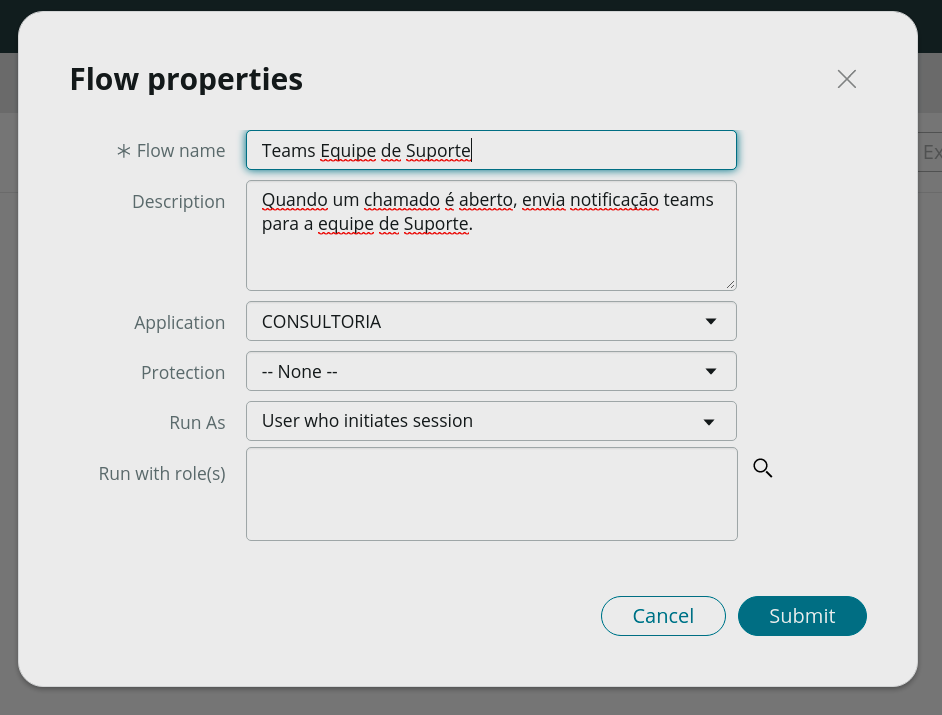 Flow properties
Flow name
Teams Equipe de Suporte
Description
Quando um chamado é aberto, envia notificação teams
para a equipe de Suporte.
Application
CONSULTORIA
Protection
-- None --
Run As
User who initiates session
Run with role(s)
Cancel
Submit
Ex